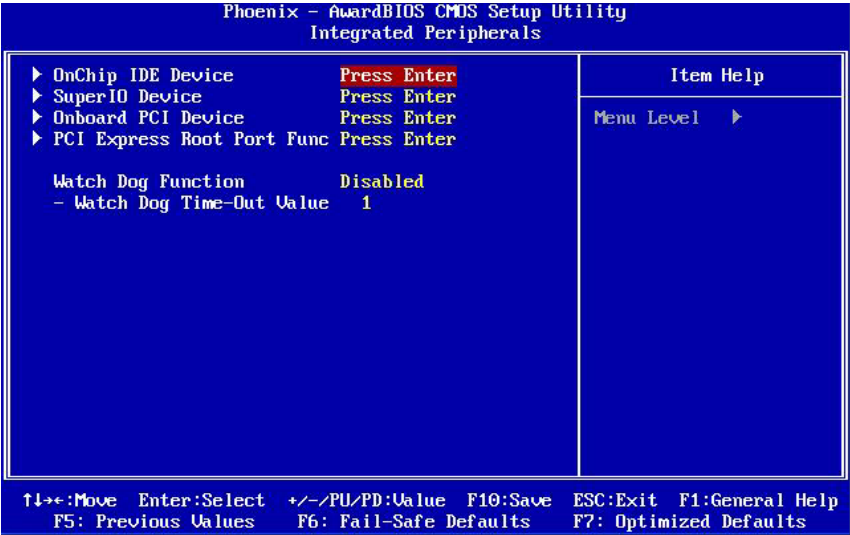 Phoenix - AwardBIOS CMOS Setup Utility
Integrated Peripherals
OnChip IDE Device Press Enter
SuperIO Device Press Enter
Onboard PCI Device Press Enter
PCI Express Root Port Func Press Enter
Watch Dog Function Disabled
- Watch Dog Time-Out Value 1
Item Help
Menu Level
↑↓→←:Move Enter:Select +/-/PU/PD:Value F10:Save ESC:Exit F1:General Help
F5: Previous Values F6: Fail-Safe Defaults F7: Optimized Defaults